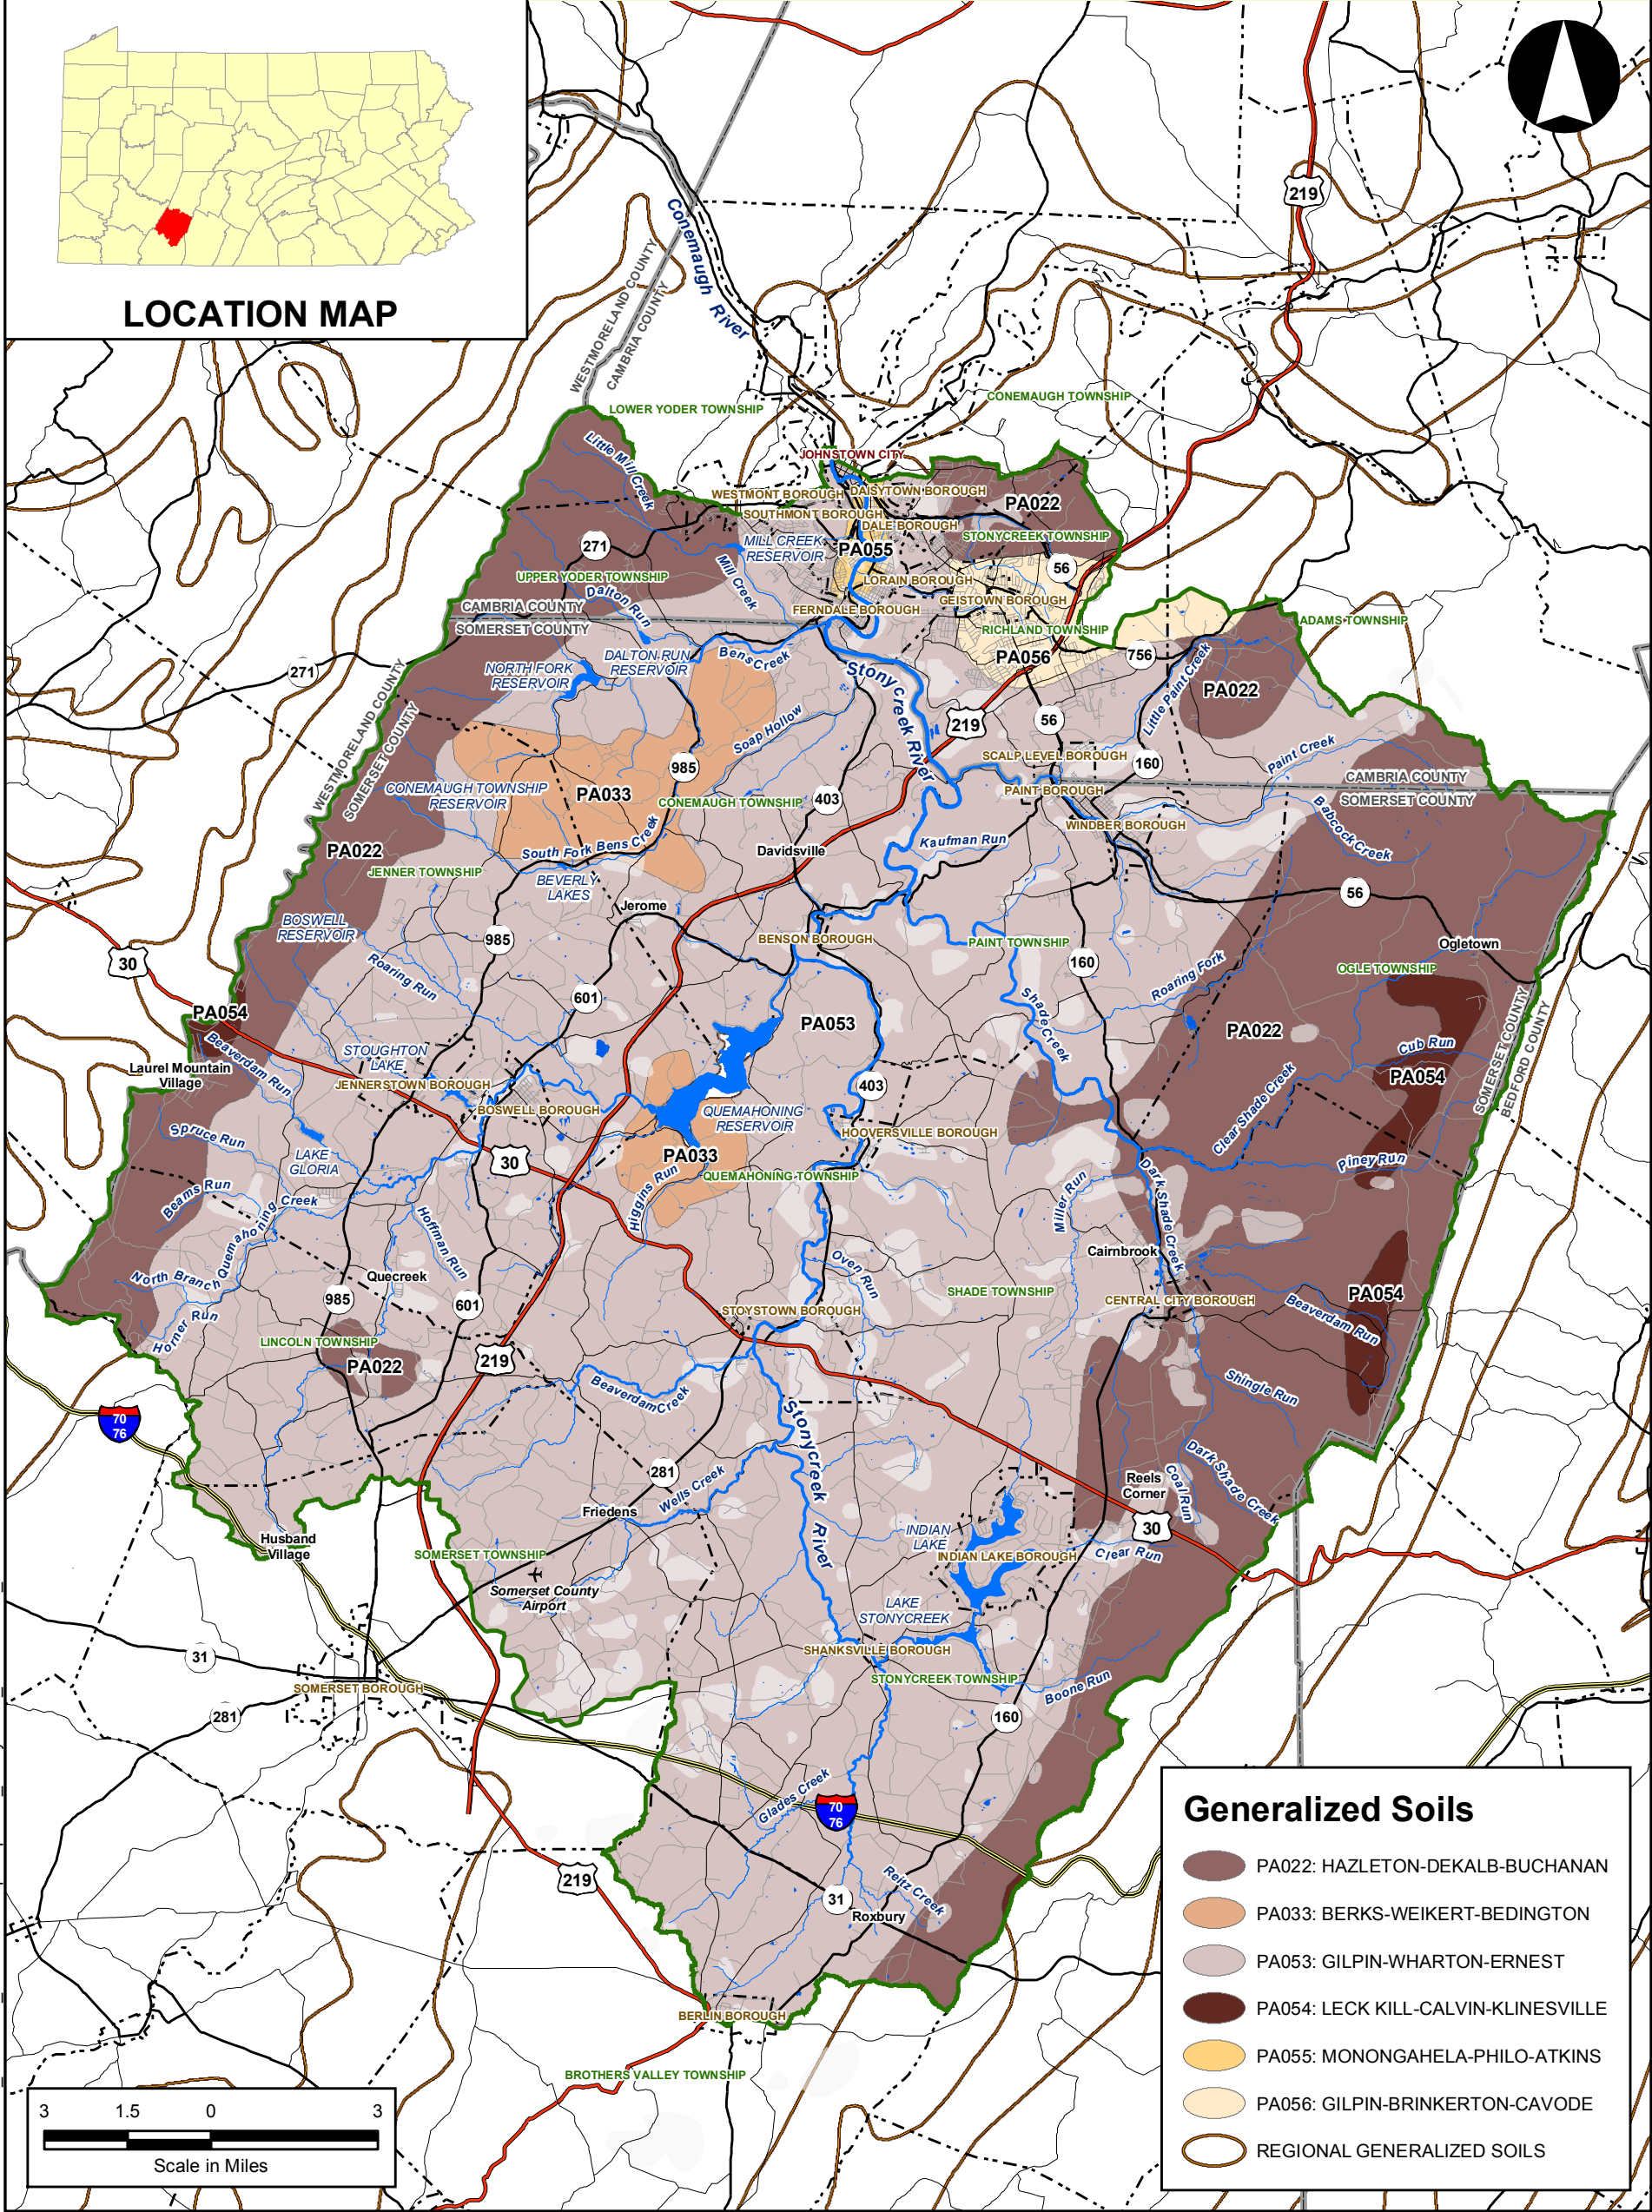 LOCATION MAP
219
Conemaugh River
WESTMORELAND COUNTY
CAMBRIA COUNTY
LOWER YODER TOWNSHIP
CONEMAUGH TOWNSHIP
Little Mill Creek
JOHNSTOWN CITY
WESTMONT BOROUGH
DAISYTOWN BOROUGH
PA022
SOUTHMONT BOROUGH
DALE BOROUGH
STONYCREEK TOWNSHIP
271
MILL CREEK
RESERVOIR
PA055
56
UPPER YODER TOWNSHIP
Mill Creek
LORAIN BOROUGH
Dalton Run
GEISTOWN BOROUGH
CAMBRIA COUNTY
SOMERSET COUNTY
FERNDALE BOROUGH
RICHLAND TOWNSHIP
ADAMS TOWNSHIP
271
NORTH FORK
RESERVOIR
DALTON RUN
RESERVOIR
Bens Creek
Stonycreek River
PA056
756
Little Paint Creek
PA022
WESTMORELAND COUNTY
SOMERSET COUNTY
Soap Hollow
219
56
985
SCALP LEVEL BOROUGH
160
Paint Creek
CAMBRIA COUNTY
SOMERSET COUNTY
CONEMAUGH TOWNSHIP
RESERVOIR
PA033
CONEMAUGH TOWNSHIP
403
PAINT BOROUGH
WINDBER BOROUGH
Babcock Creek
PA022
South Fork Bens Creek
Davidsville
Kaufman Run
JENNER TOWNSHIP
BEVERLY
LAKES
56
Jerome
BOSWELL
RESERVOIR
985
BENSON BOROUGH
PAINT TOWNSHIP
Ogletown
30
Roaring Run
160
OGLE TOWNSHIP
601
Roaring Fork
PA054
PA053
Shade Creek
PA022
SOMERSET COUNTY
BEDFORD COUNTY
Beaverdam Run
STOUGHTON
LAKE
Cub Run
Laurel Mountain
Village
JENNERSTOWN BOROUGH
403
PA054
BOSWELL BOROUGH
QUEMAHONING
RESERVOIR
Clear Shade Creek
Spruce Run
HOOVERSVILLE BOROUGH
LAKE
GLORIA
30
PA033
Piney Run
QUEMAHONING TOWNSHIP
Beams Run
Higgins Run
Miller Run
Dark Shade Creek
North Branch Quemahoning Creek
Hoffman Run
Cairnbrook
Oven Run
Quecreek
985
601
SHADE TOWNSHIP
CENTRAL CITY BOROUGH
PA054
Horner Run
STOYSTOWN BOROUGH
Beaverdam Run
LINCOLN TOWNSHIP
PA022
219
Beaverdam Creek
Shingle Run
70
76
Stonycreek River
281
Wells Creek
Dark Shade Creek
Reels
Corner
Coal Run
Friedens
30
Husband
Village
INDIAN
LAKE
INDIAN LAKE BOROUGH
Clear Run
SOMERSET TOWNSHIP
Somerset County
Airport
LAKE
STONYCREEK
31
SHANKSVILLE BOROUGH
STONYCREEK TOWNSHIP
SOMERSET BOROUGH
Boone Run
281
160
Glades Creek
70
76
219
31
Reitz Creek
Roxbury
BERLIN BOROUGH
BROTHERS VALLEY TOWNSHIP
3 1.5 0 3
Scale in Miles
Generalized Soils
PA022: HAZLETON-DEKALB-BUCHANAN
PA033: BERKS-WEIKERT-BEDINGTON
PA053: GILPIN-WHARTON-ERNEST
PA054: LECK KILL-CALVIN-KLINESVILLE
PA055: MONONGAHELA-PHILO-ATKINS
PA056: GILPIN-BRINKERTON-CAVODE
REGIONAL GENERALIZED SOILS